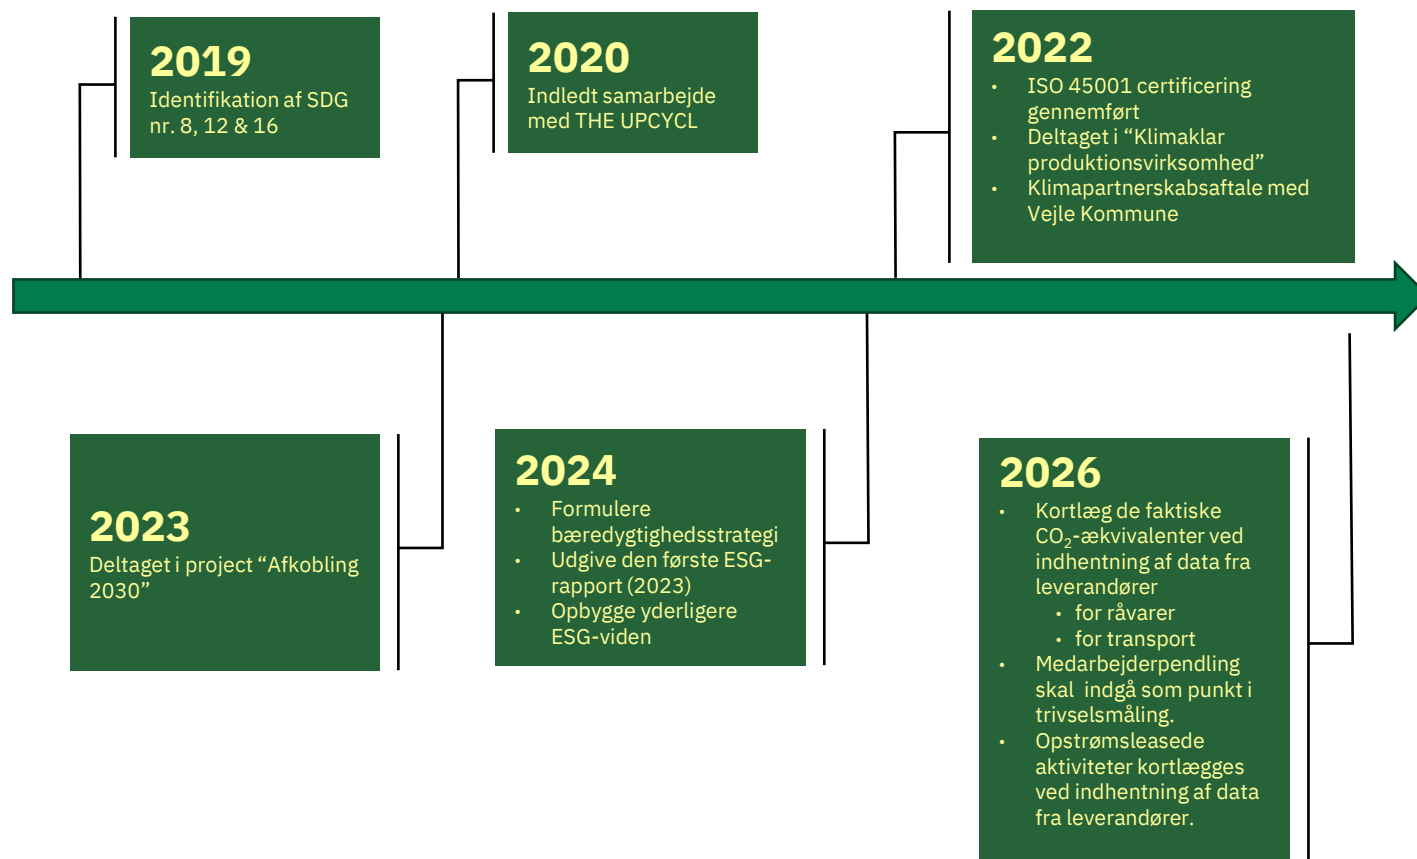 2019
Identifikation af SDG
nr. 8, 12 & 16
2020
Indledt samarbejde
med THE UPCYCL
2022
• ISO 45001 certificering
gennemført
• Deltaget i “Klimaklar
produktionsvirksomhed”
• Klimapartnerskabsaftale med
Vejle Kommune
2023
Deltaget i project “Afkobling
2030”
2024
• Formulere
bæredygtighedsstrategi
• Udgive den første ESG-
rapport (2023)
• Opbygge yderligere
ESG-viden
2026
• Kortlæg de faktiske
CO₂-ækvivalenter ved
indhentning af data fra
leverandører
• for råvarer
• for transport
• Medarbejderpendling
skal indgå som punkt i
trivselsmåling.
• Opstrømsleasede
aktiviteter kortlægges
ved indhentning af data
fra leverandører.